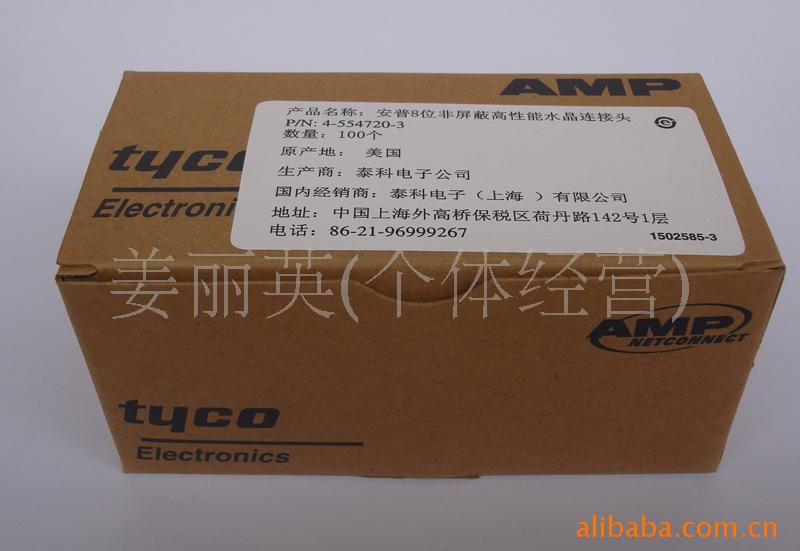 AMP
产品名称：安普8位非屏蔽高性能水晶连接头
P/N: 4-554720-3
数量：100个
原产地： 美国
生产商：泰科电子公司
国内经销商：泰科电子（上海 ）有限公司
地址：中国上海外高桥保税区荷丹路142号1层
电话：86-21-96999267
1502585-3
tyco
Electronics
姜丽英(个体经营)
AMP
NETCONNECT
tyco
Electronics
alibaba.com.cn